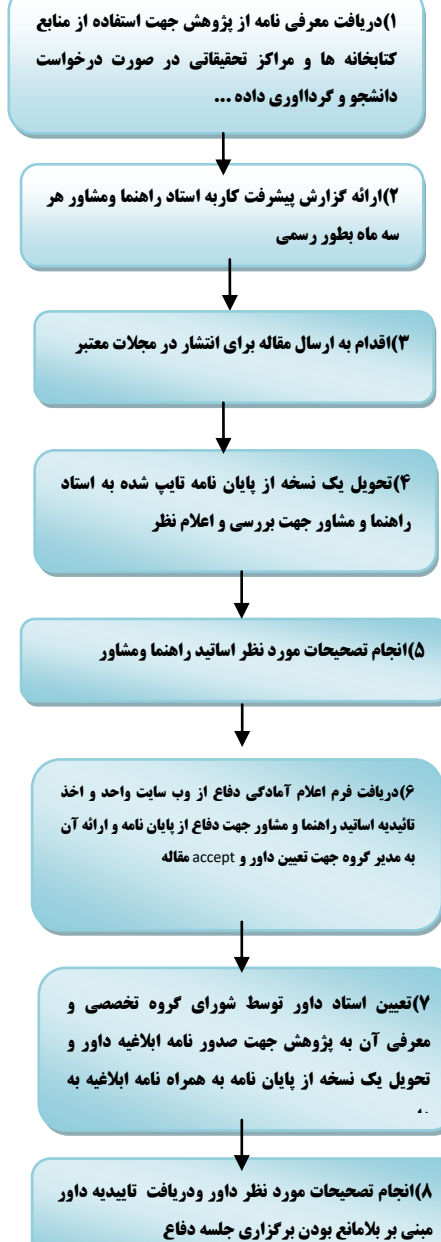 ۱)دریافت معرفی نامه از پژوهش جهت استفاده از منابع
کتابخانه ها و مراکز تحقیقاتی در صورت درخواست
دانشجو و گردااوری داده ...
۲)ارائه گزارش پیشرفت کاربه استاد راهنما ومشاور هر
سه ماه بطور رسمی
۳)اقدام به ارسال مقاله برای انتشار در مجلات معتبر
۴)تحویل یک نسخه از پایان نامه تایپ شده به استاد
راهنما و مشاور جهت بررسی و اعلام نظر
۵)انجام تصحیحات مورد نظر اساتید راهنما ومشاور
۶)دریافت فرم اعلام آمادگی دفاع از وب سایت واحد و اخذ
تائیدیه اساتید راهنما و مشاور جهت دفاع از پایان نامه و ارائه آن
به مدیر گروه جهت تعیین داور و accept مقاله
۷)تعیین استاد داور توسط شورای گروه تخصصی و
معرفی آن به پژوهش جهت صدور نامه ابلاغیه داور و
تحویل یک نسخه از پایان نامه به همراه نامه ابلاغیه به
۸)انجام تصحیحات مورد نظر داور ودریافت تاییدیه داور
مبنی بر بلامانع بودن برگزاری جلسه دفاع